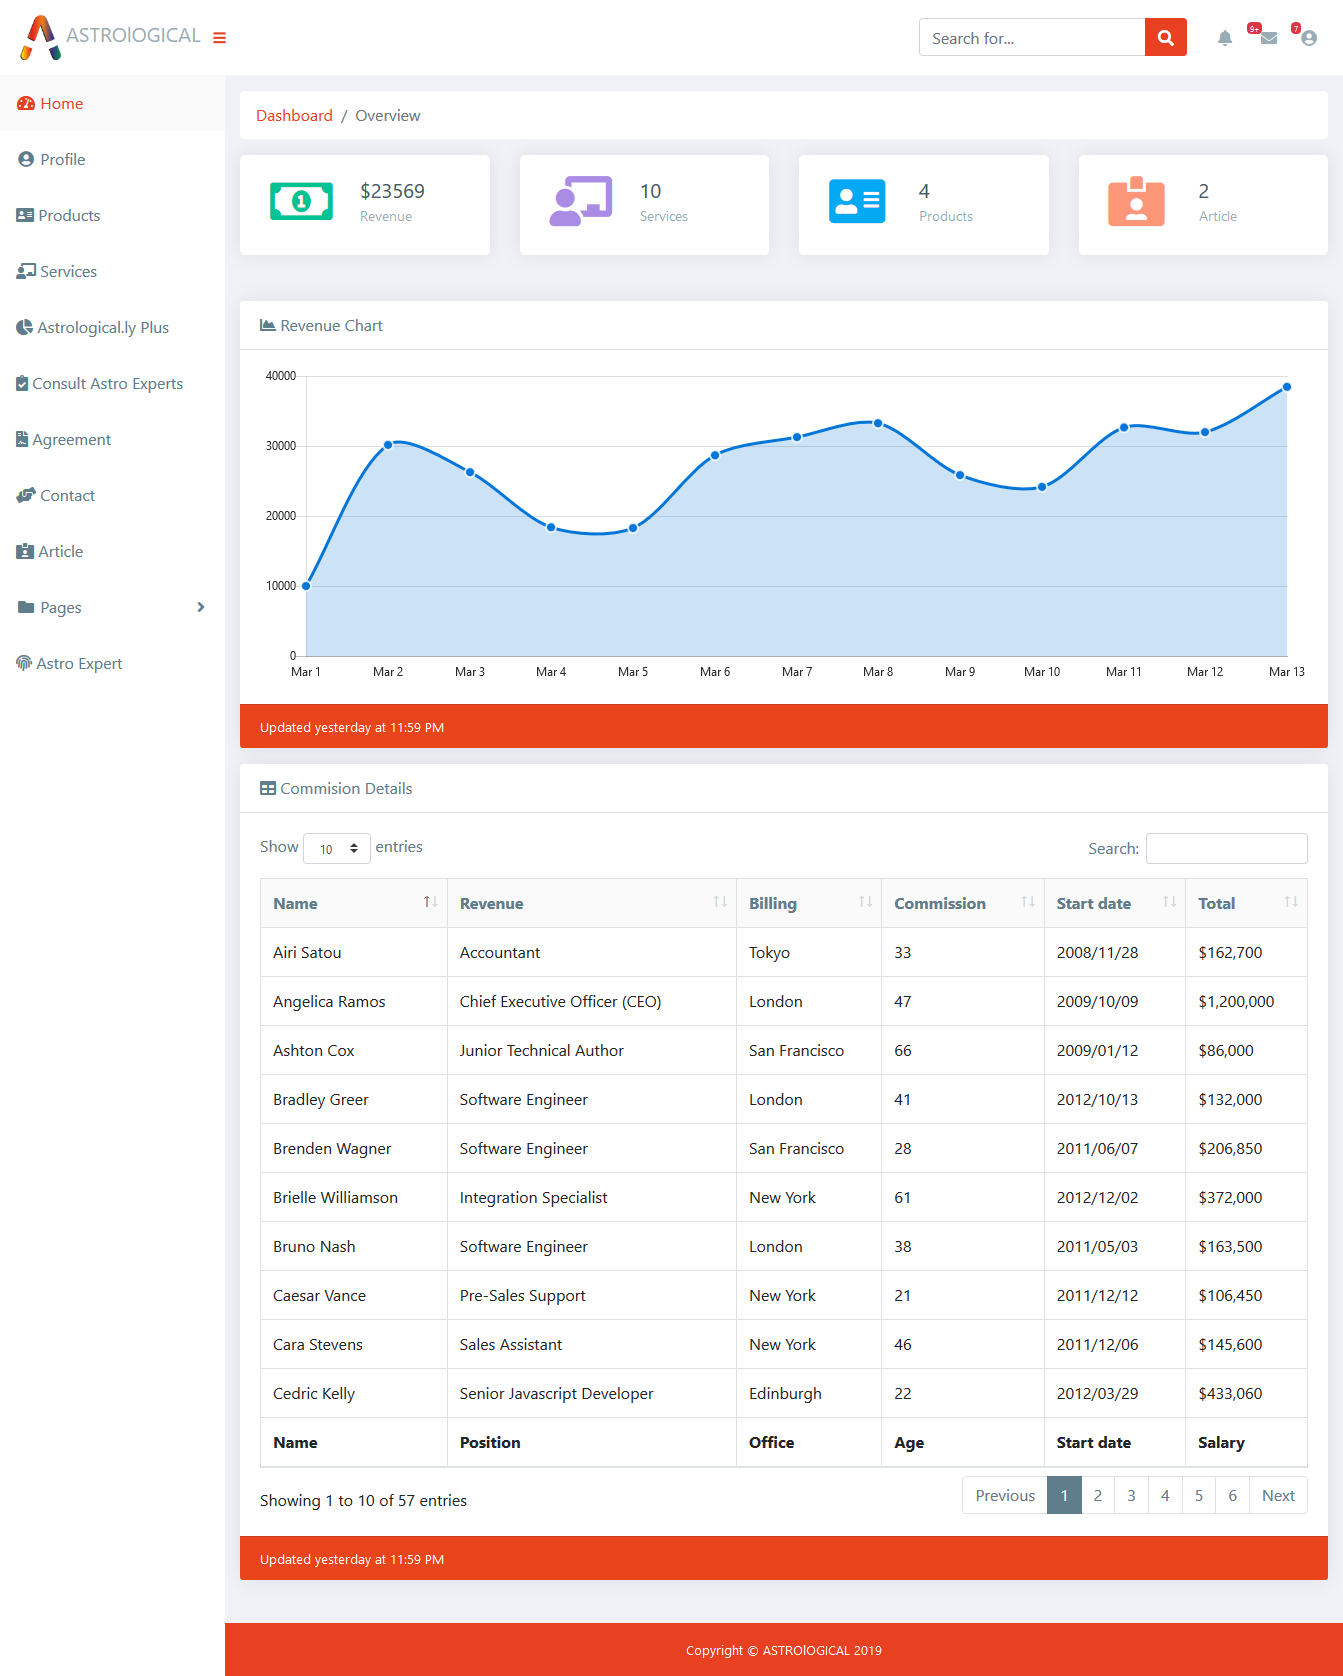 ASTROlOGICAL
Search for...
9+
7
Home
Profile
Products
Services
Astrological.ly Plus
Consult Astro Experts
Agreement
Contact
Article
Pages
Astro Expert
Dashboard / Overview
$23569
Revenue
10
Services
4
Products
2
Article
Revenue Chart
40000
30000
20000
10000
0
Mar 1 Mar 2 Mar 3 Mar 4 Mar 5 Mar 6 Mar 7 Mar 8 Mar 9 Mar 10 Mar 11 Mar 12 Mar 13
Updated yesterday at 11:59 PM
Commision Details
Show 10 entries Search:
Name Revenue Billing Commission Start date Total
Airi Satou Accountant Tokyo 33 2008/11/28 $162,700
Angelica Ramos Chief Executive Officer (CEO) London 47 2009/10/09 $1,200,000
Ashton Cox Junior Technical Author San Francisco 66 2009/01/12 $86,000
Bradley Greer Software Engineer London 41 2012/10/13 $132,000
Brenden Wagner Software Engineer San Francisco 28 2011/06/07 $206,850
Brielle Williamson Integration Specialist New York 61 2012/12/02 $372,000
Bruno Nash Software Engineer London 38 2011/05/03 $163,500
Caesar Vance Pre-Sales Support New York 21 2011/12/12 $106,450
Cara Stevens Sales Assistant New York 46 2011/12/06 $145,600
Cedric Kelly Senior Javascript Developer Edinburgh 22 2012/03/29 $433,060
Name Position Office Age Start date Salary
Showing 1 to 10 of 57 entries Previous 1 2 3 4 5 6 Next
Updated yesterday at 11:59 PM
Copyright © ASTROlOGICAL 2019